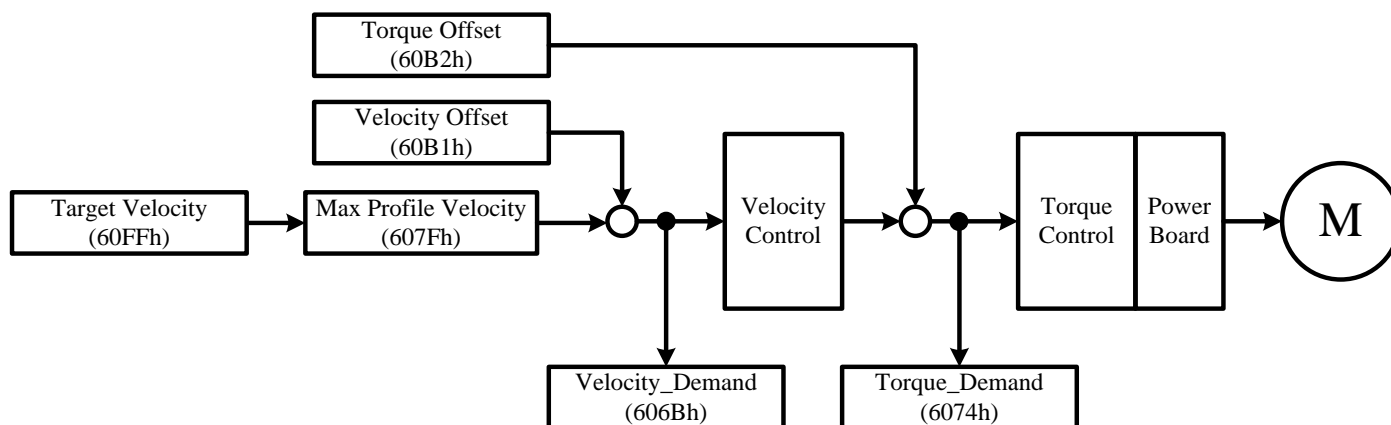 Torque Offset
(60B2h)
Velocity Offset
(60B1h)
Target Velocity
(60FFh)
Max Profile Velocity
(607Fh)
Velocity
Control
Torque
Control
Power
Board
M
Velocity_Demand
(606Bh)
Torque_Demand
(6074h)